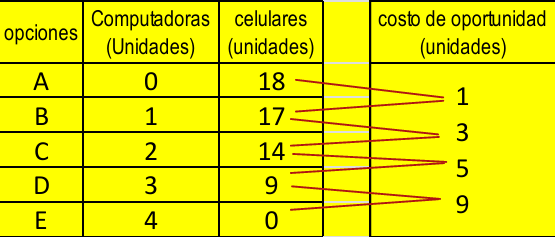 opciones Computadoras (Unidades) celulares (unidades) costo de oportunidad (unidades)
A 0 18
1
B 1 17
3
C 2 14
5
D 3 9
9
E 4 0